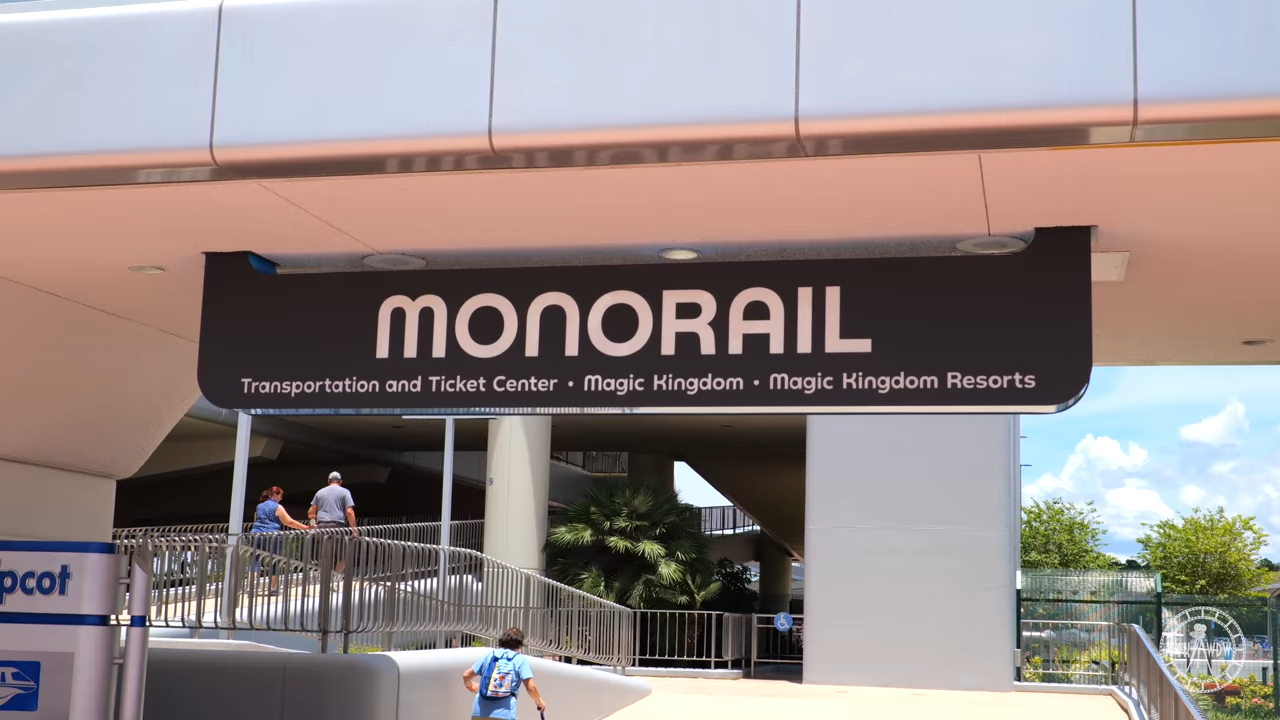 MONORAIL
Transportation and Ticket Center • Magic Kingdom • Magic Kingdom Resorts
pcot